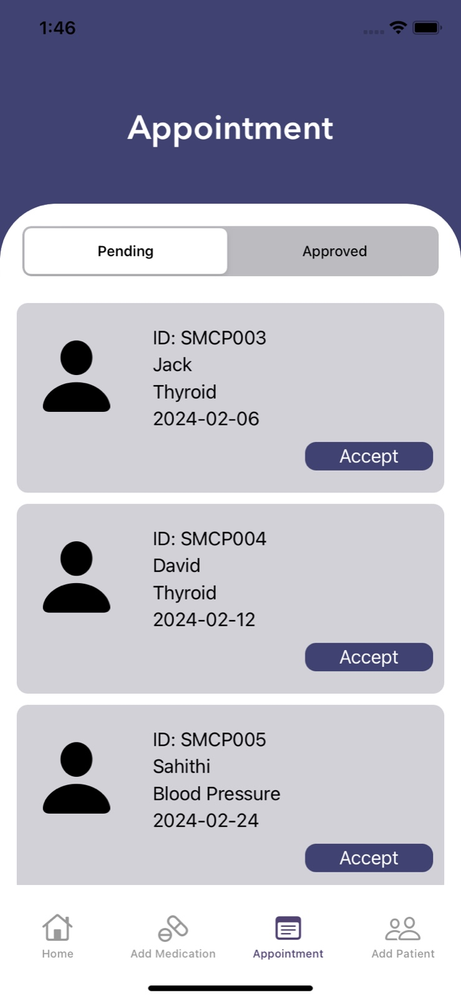 1:46
Appointment
Pending
Approved
ID: SMCP003
Jack
Thyroid
2024-02-06
Accept
ID: SMCP004
David
Thyroid
2024-02-12
Accept
ID: SMCP005
Sahithi
Blood Pressure
2024-02-24
Accept
Home
Add Medication
Appointment
Add Patient